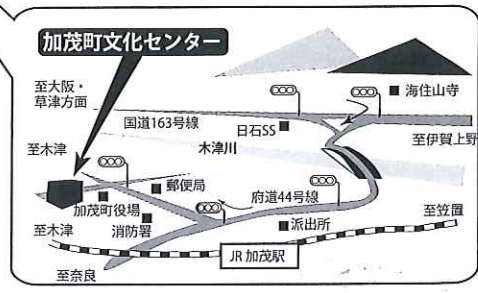 加茂町文化センター
至大阪・
草津方面
海住山寺
国道163号線
日石SS
至伊賀上野
木津川
至木津
郵便局
府道44号線
加茂町役場
至笠置
至木津
消防署
派出所
JR 加茂駅
至奈良